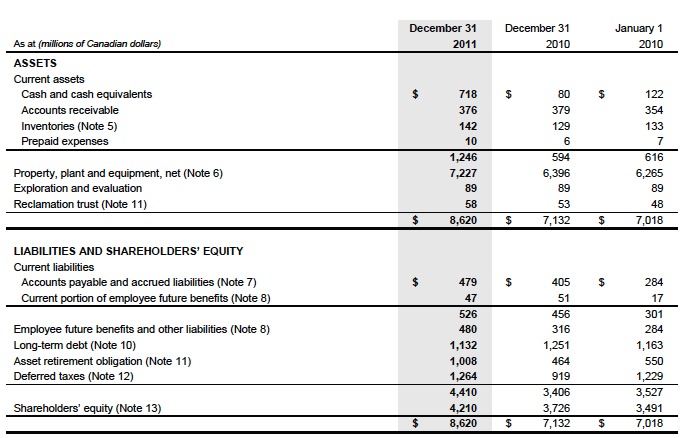 December 31 December 31 January 1
As at (millions of Canadian dollars) 2011 2010 2010
ASSETS
Current assets
Cash and cash equivalents $ 718 $ 80 $ 122
Accounts receivable 376 379 354
Inventories (Note 5) 142 129 133
Prepaid expenses 10 6 7
1,246 594 616
Property, plant and equipment, net (Note 6) 7,227 6,396 6,265
Exploration and evaluation 89 89 89
Reclamation trust (Note 11) 58 53 48
$ 8,620 $ 7,132 $ 7,018
LIABILITIES AND SHAREHOLDERS' EQUITY
Current liabilities
Accounts payable and accrued liabilities (Note 7) $ 479 $ 405 $ 284
Current portion of employee future benefits (Note 8) 47 51 17
526 456 301
Employee future benefits and other liabilities (Note 8) 480 316 284
Long-term debt (Note 10) 1,132 1,251 1,163
Asset retirement obligation (Note 11) 1,008 464 550
Deferred taxes (Note 12) 1,264 919 1,229
4,410 3,406 3,527
Shareholders' equity (Note 13) 4,210 3,726 3,491
$ 8,620 $ 7,132 $ 7,018